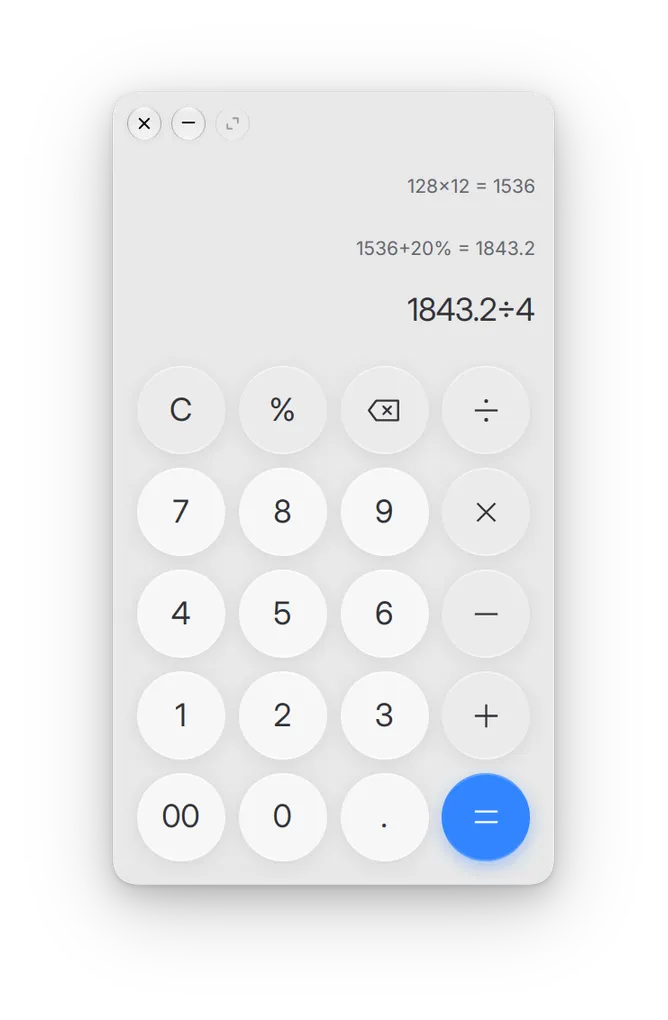 128×12 = 1536
1536+20% = 1843.2
1843.2÷4
C % ÷
7 8 9 ×
4 5 6 −
1 2 3 +
00 0 . =